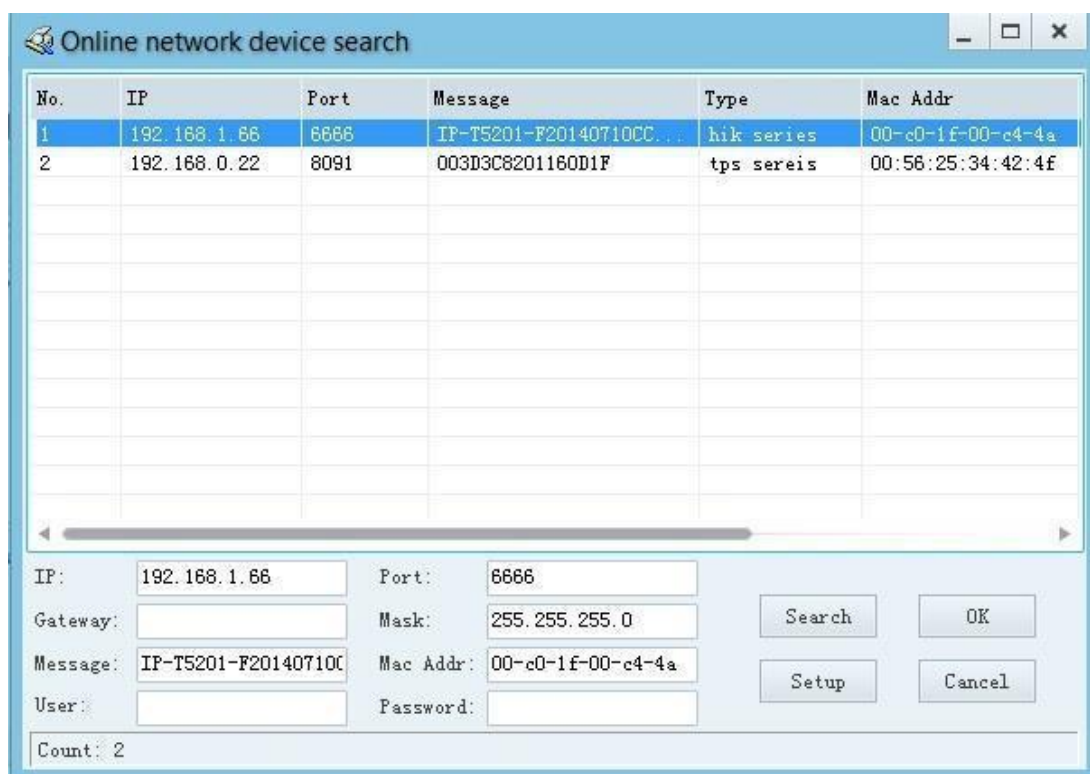 Online network device search
No. IP Port Message Type Mac Addr
1 192.168.1.66 6666 IP-T5201-F20140710CC... hik series 00-c0-1f-00-c4-4a
2 192.168.0.22 8091 003D3C8201160D1F tps sereis 00:56:25:34:42:4f
IP: 192.168.1.66 Port: 6666
Gateway: Mask: 255.255.255.0 Search OK
Message: IP-T5201-F20140710C Mac Addr: 00-c0-1f-00-c4-4a
Setup Cancel
User: Password:
Count: 2